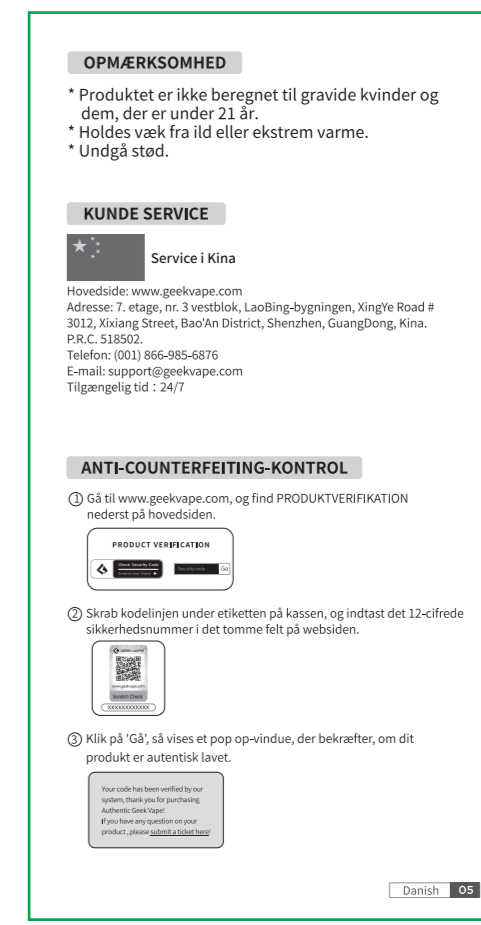 OPMÆRKSOMHED
* Produktet er ikke beregnet til gravide kvinder og
dem, der er under 21 år.
* Holdes væk fra ild eller ekstrem varme.
* Undgå stød.
KUNDE SERVICE
Service i Kina
Hovedside: www.geekvape.com
Adresse: 7. etage, nr. 3 vestblok, LaoBing-bygningen, XingYe Road #
3012, Xixiang Street, Bao'An District, Shenzhen, GuangDong, Kina.
P.R.C. 518502.
Telefon: (001) 866-985-6876
E-mail: support@geekvape.com
Tilgængelig tid：24/7
ANTI-COUNTERFEITING-KONTROL
① Gå til www.geekvape.com, og find PRODUKTVERIFIKATION
nederst på hovedsiden.
PRODUCT VERIFICATION
Check Security Code
Scratch and Check
Security code Go
② Skrab kodelinjen under etiketten på kassen, og indtast det 12-cifrede
sikkerhedsnummer i det tomme felt på websiden.
www.geekvape.com
Scratch Check
XXXXXXXXXXXX
③ Klik på 'Gå', så vises et pop op-vindue, der bekræfter, om dit
produkt er autentisk lavet.
Your code has been verified by our
system, thank you for purchasing
Authentic Geek Vape!
If you have any question on your
product , please submit a ticket here!
Danish 05